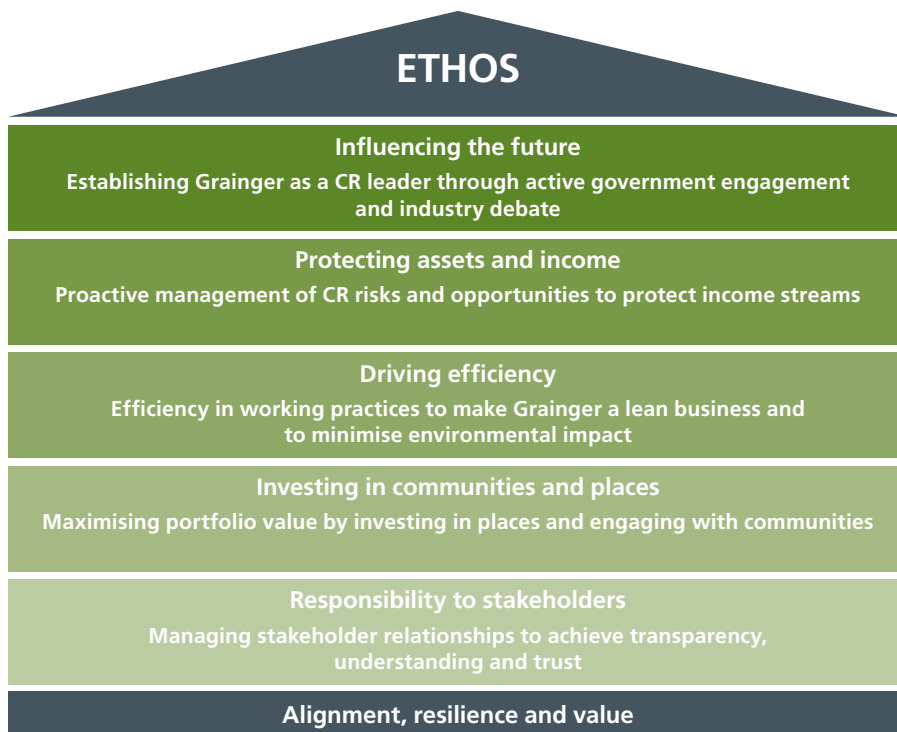 ETHOS
Influencing the future
Establishing Grainger as a CR leader through active government engagement
and industry debate
Protecting assets and income
Proactive management of CR risks and opportunities to protect income streams
Driving efficiency
Efficiency in working practices to make Grainger a lean business and
to minimise environmental impact
Investing in communities and places
Maximising portfolio value by investing in places and engaging with communities
Responsibility to stakeholders
Managing stakeholder relationships to achieve transparency,
understanding and trust
Alignment, resilience and value